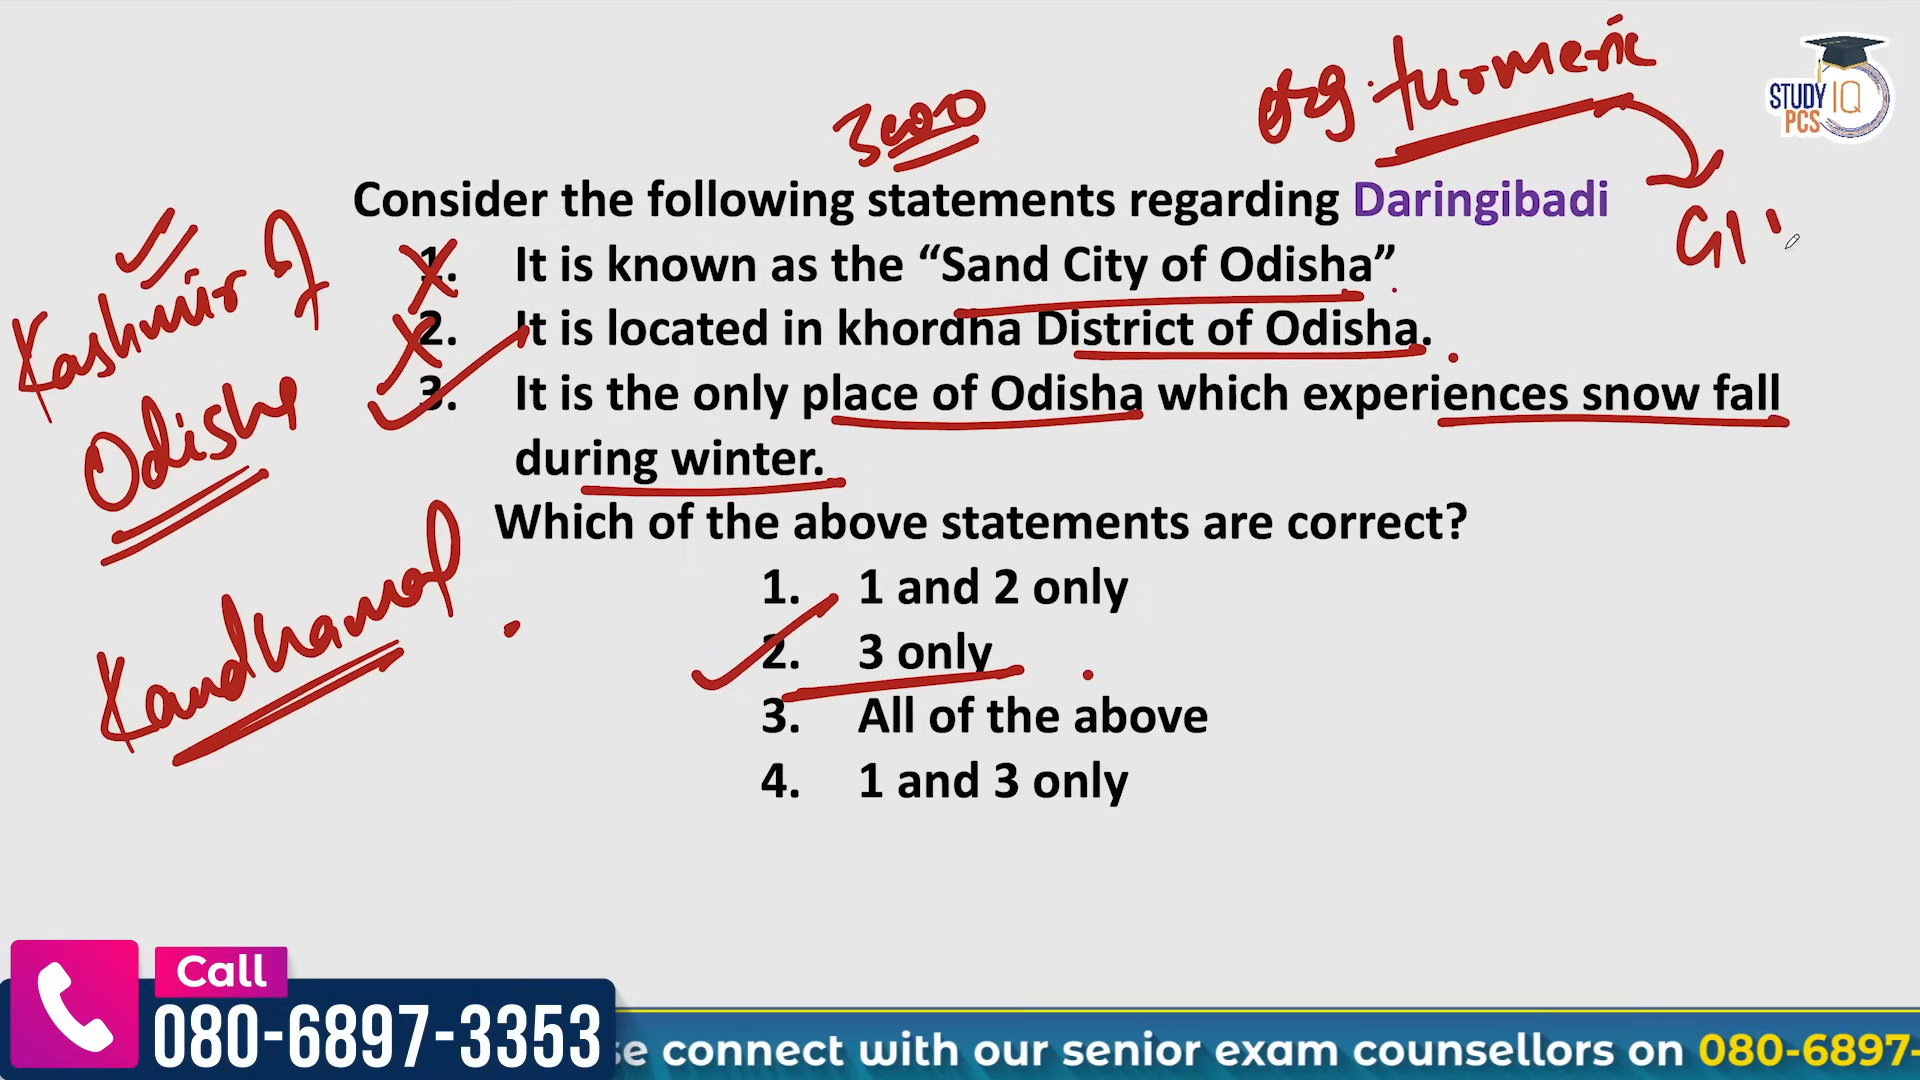 3000
org. turmeric
STUDY IQ
PCS
GI
Consider the following statements regarding Daringibadi
1. It is known as the “Sand City of Odisha”
2. It is located in khordha District of Odisha.
3. It is the only place of Odisha which experiences snow fall
during winter.
Kashmir of
Odisha
Kandhamal
Which of the above statements are correct?
1. 1 and 2 only
2. 3 only
3. All of the above
4. 1 and 3 only
Call
080-6897-3353
se connect with our senior exam counsellors on 080-6897-